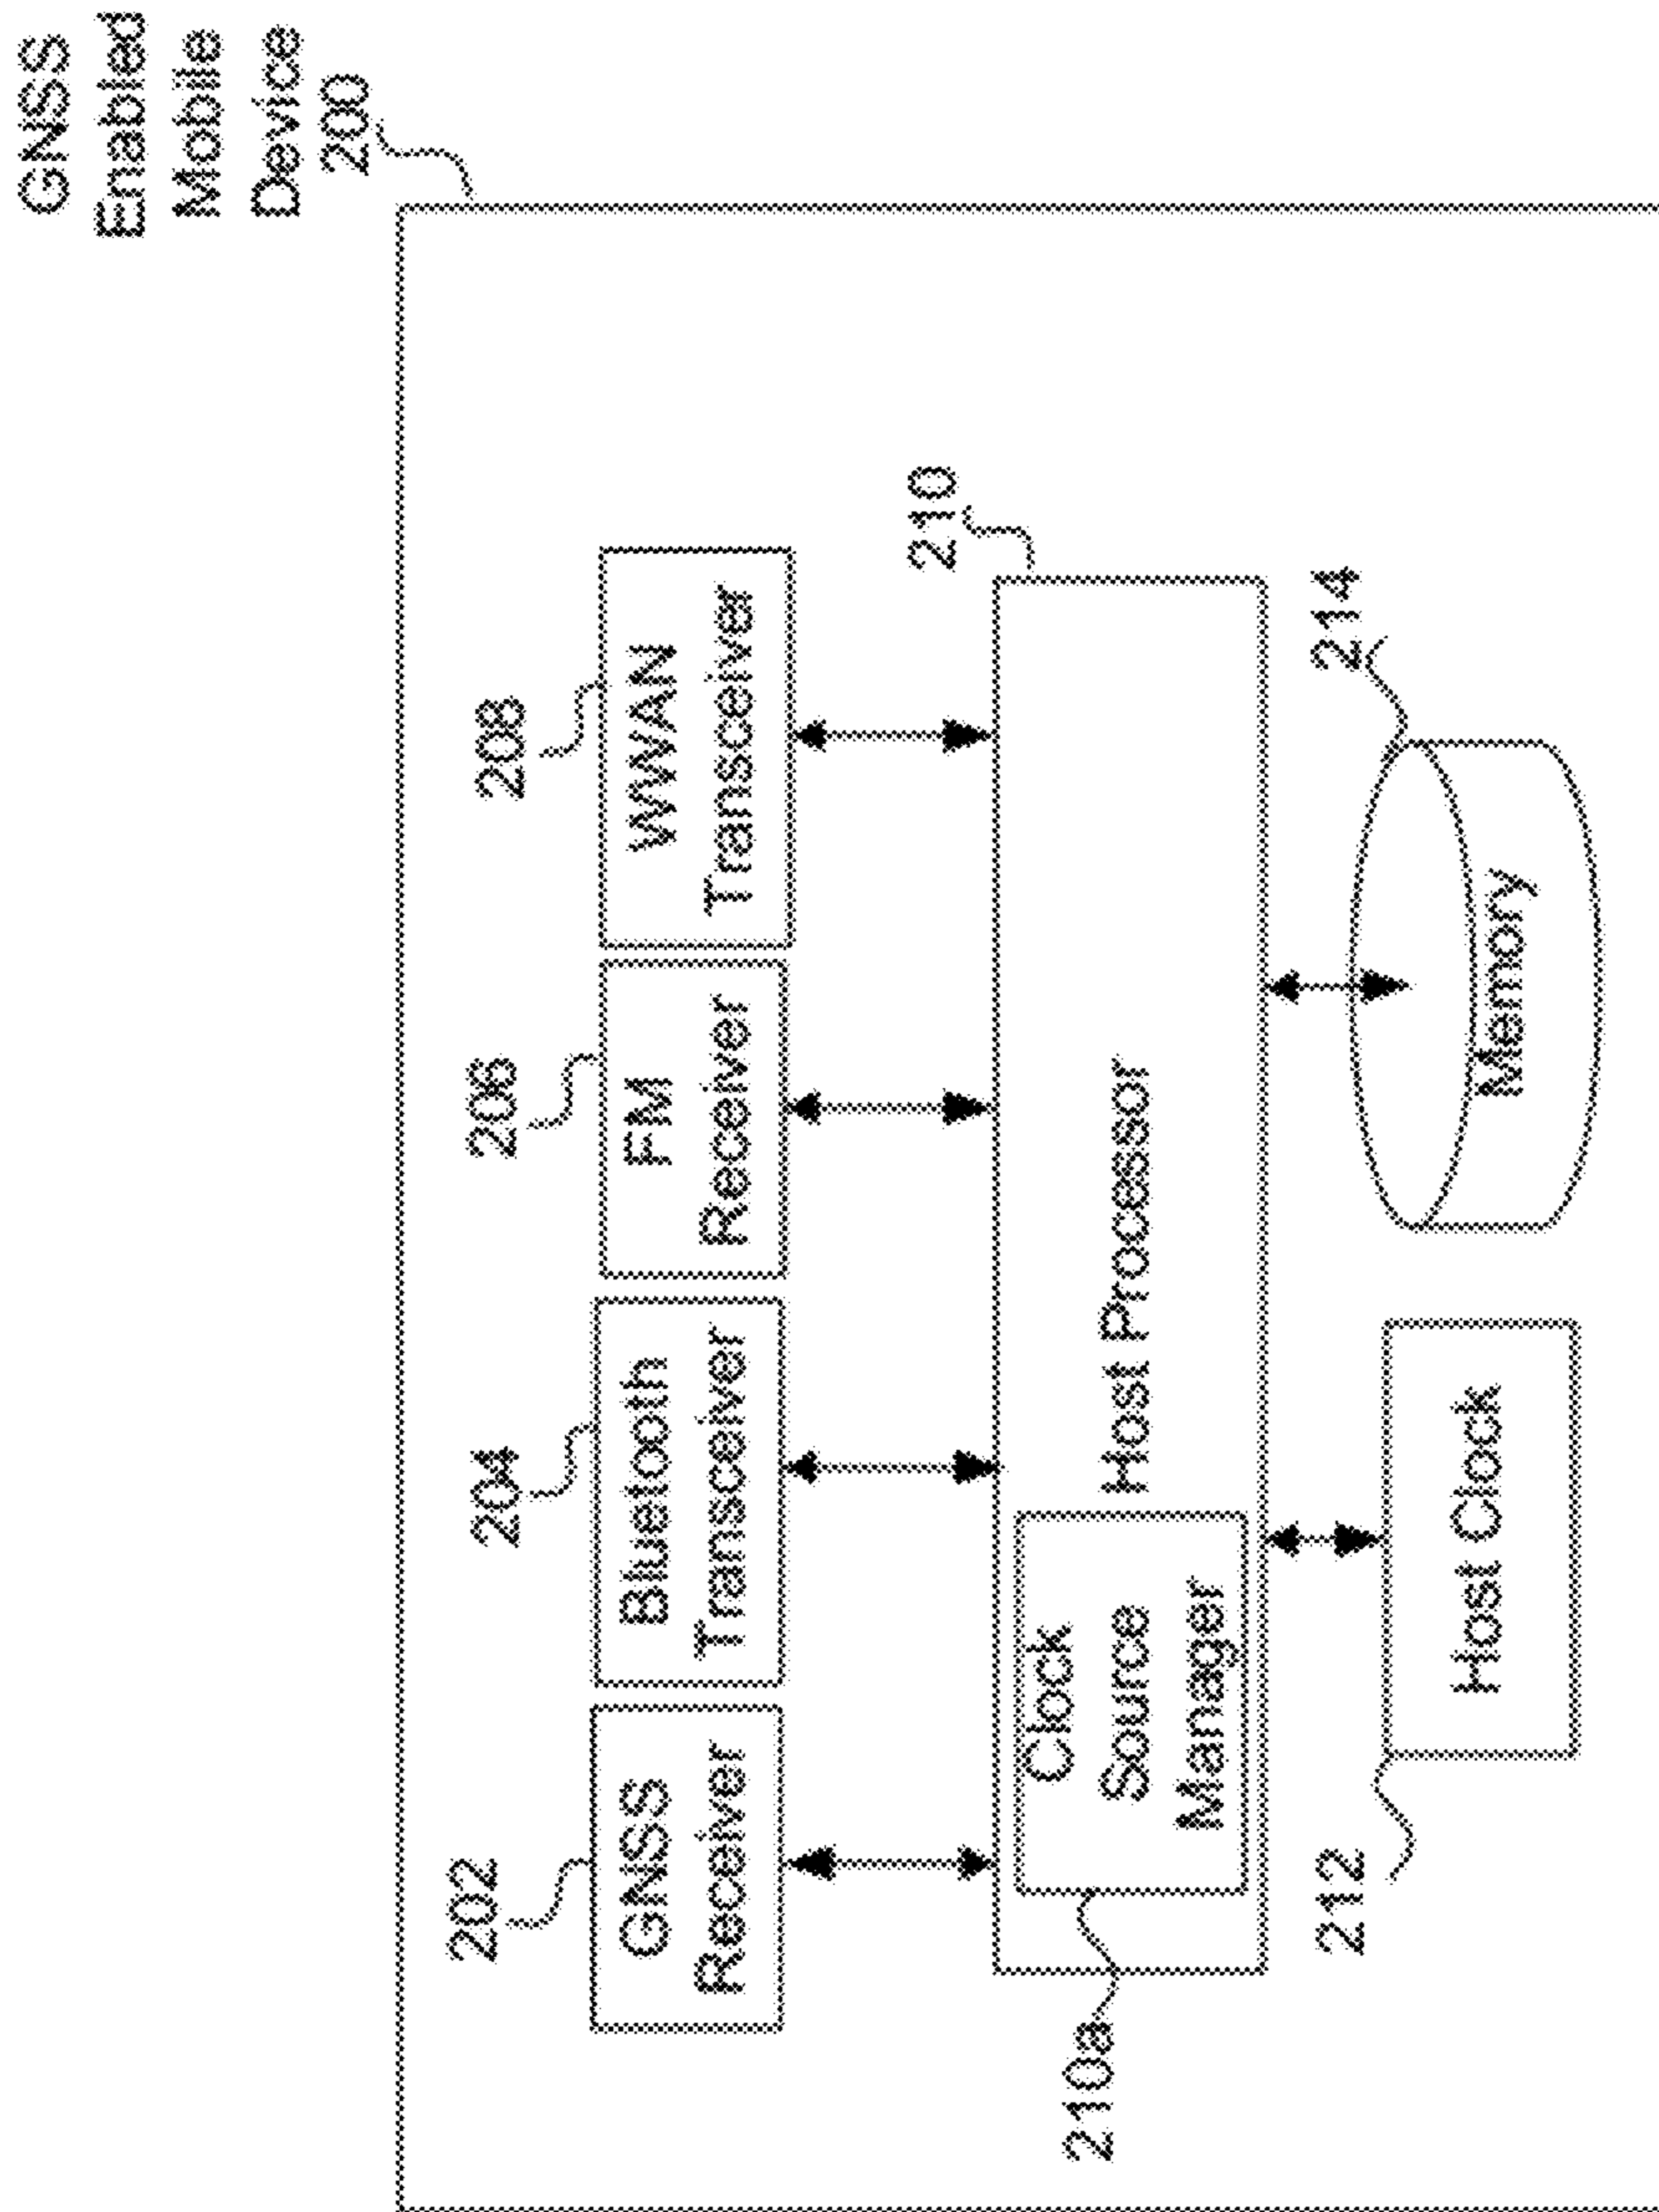 GNSS
Enabled
Mobile
Device
200
202
204
206
208
GNSS
Receiver
Bluetooth
Transceiver
FM
Receiver
WWAN
Transceiver
210
210a
Clock
Source
Manager
Host Processor
212
214
Host Clock
Memory